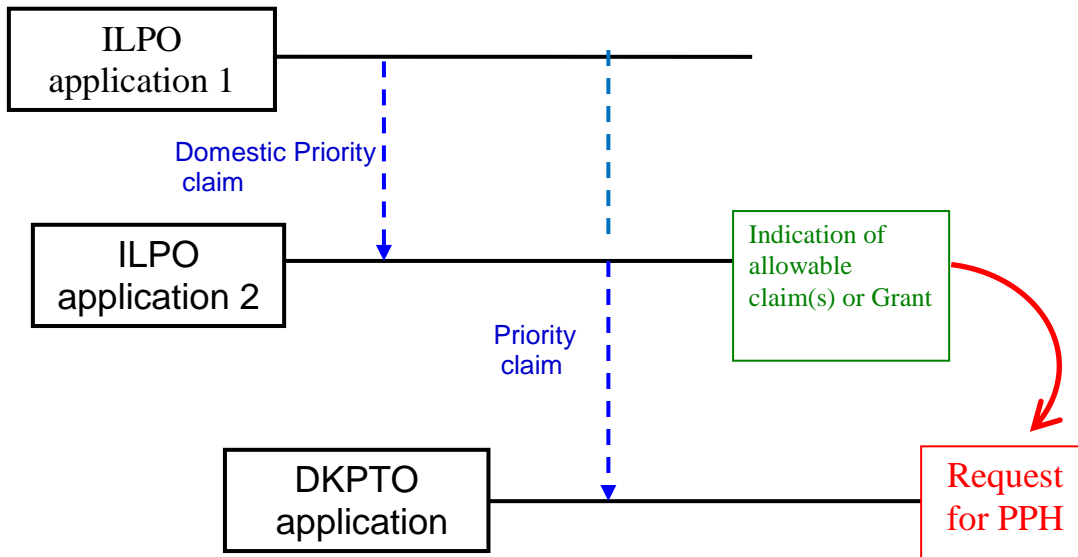 ILPO
application 1
Domestic Priority
claim
ILPO
application 2
Indication of
allowable
claim(s) or Grant
Priority
claim
DKPTO
application
Request
for PPH